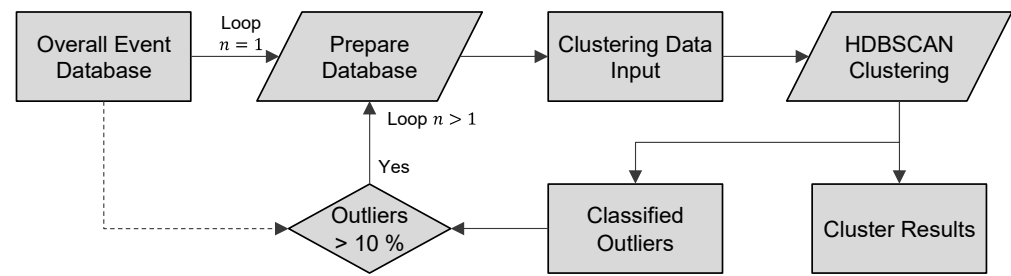 Overall Event
Database
Loop
n = 1
Prepare
Database
Clustering Data
Input
HDBSCAN
Clustering
Loop n > 1
Yes
Outliers
> 10 %
Classified
Outliers
Cluster Results